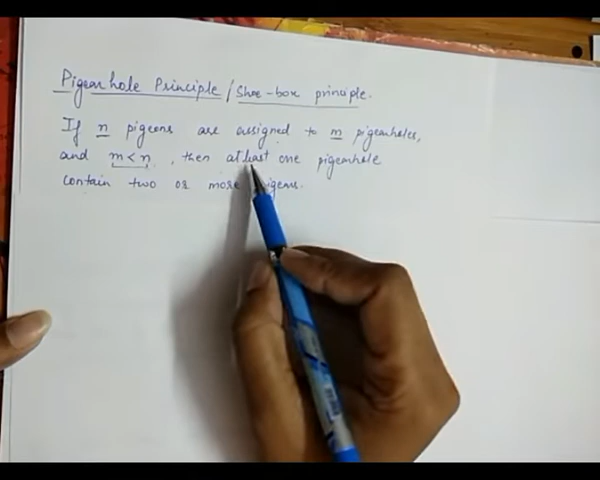 Pigeonhole Principle / Shoe-box principle.
If n pigeons are assigned to m pigeonholes,
and m < n, then atleast one pigeonhole
contain two or more pigeons.